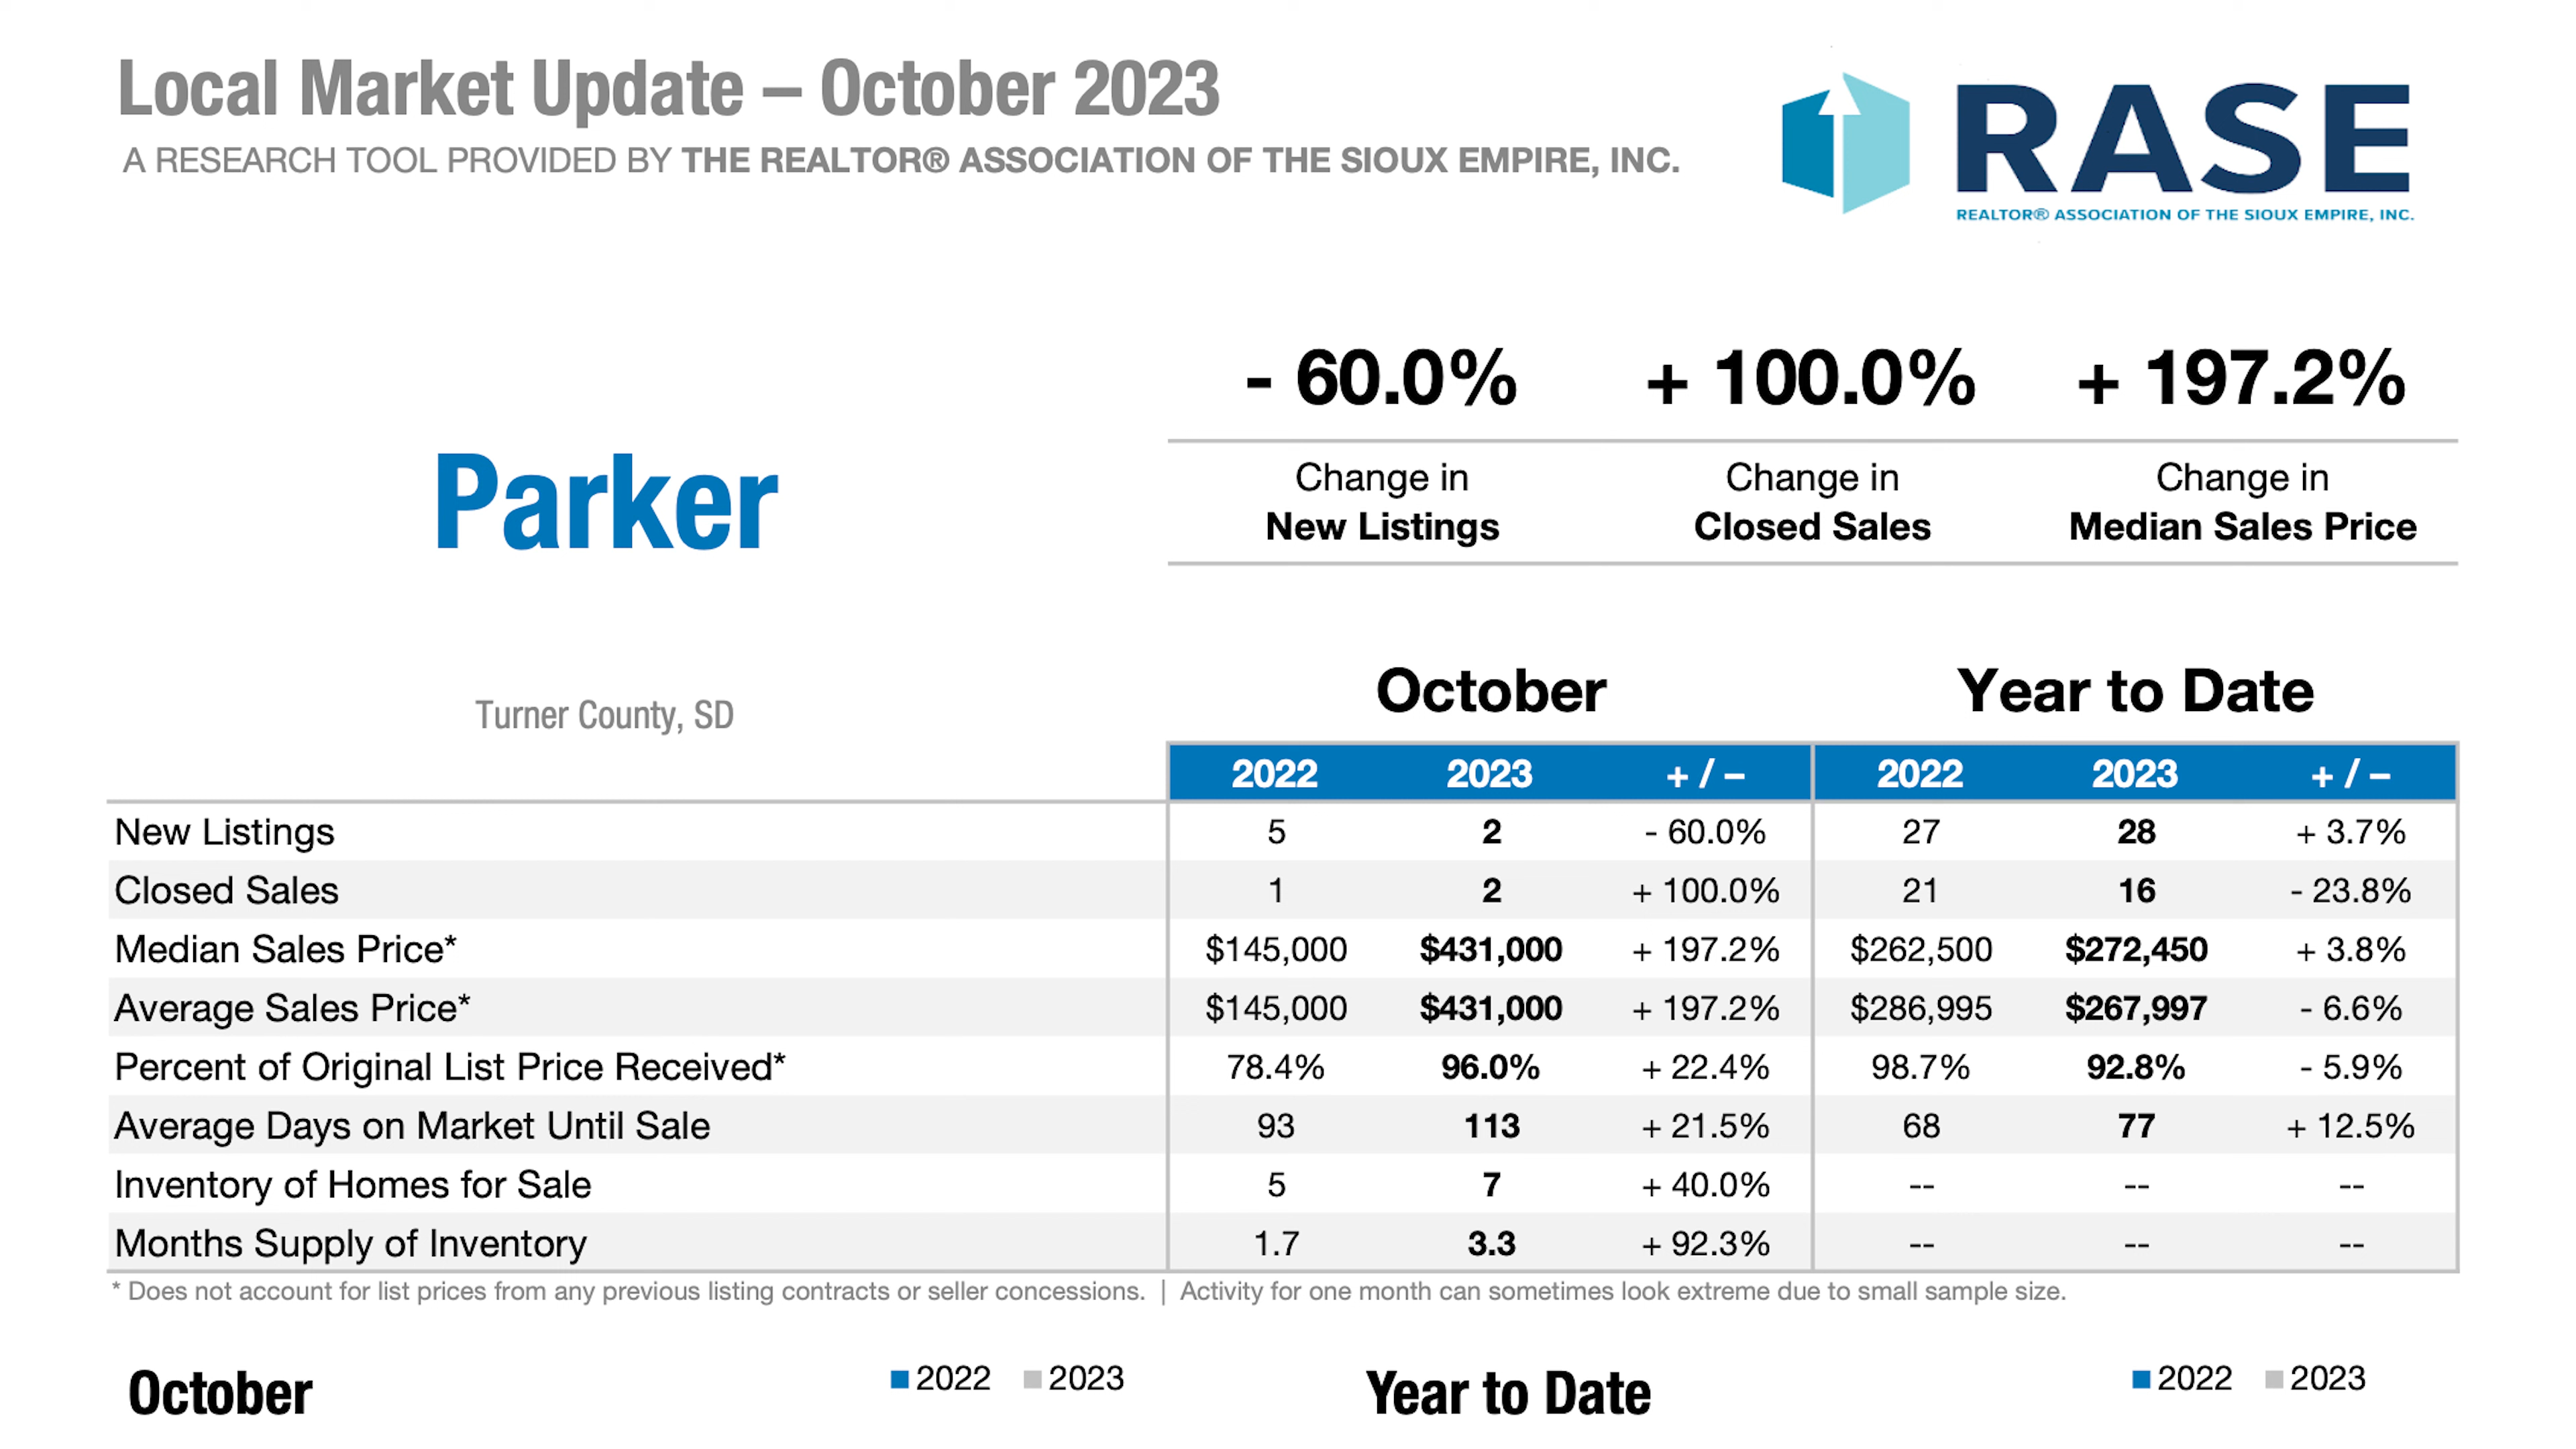 Local Market Update – October 2023
A RESEARCH TOOL PROVIDED BY THE REALTOR® ASSOCIATION OF THE SIOUX EMPIRE, INC.
RASE
REALTOR® ASSOCIATION OF THE SIOUX EMPIRE, INC.
- 60.0% + 100.0% + 197.2%
Parker
Change in Change in Change in
New Listings Closed Sales Median Sales Price
Turner County, SD
October Year to Date
2022 2023 + / – 2022 2023 + / –
New Listings 5 2 - 60.0% 27 28 + 3.7%
Closed Sales 1 2 + 100.0% 21 16 - 23.8%
Median Sales Price* $145,000 $431,000 + 197.2% $262,500 $272,450 + 3.8%
Average Sales Price* $145,000 $431,000 + 197.2% $286,995 $267,997 - 6.6%
Percent of Original List Price Received* 78.4% 96.0% + 22.4% 98.7% 92.8% - 5.9%
Average Days on Market Until Sale 93 113 + 21.5% 68 77 + 12.5%
Inventory of Homes for Sale 5 7 + 40.0% -- -- --
Months Supply of Inventory 1.7 3.3 + 92.3% -- -- --
* Does not account for list prices from any previous listing contracts or seller concessions. | Activity for one month can sometimes look extreme due to small sample size.
October 2022 2023 Year to Date 2022 2023